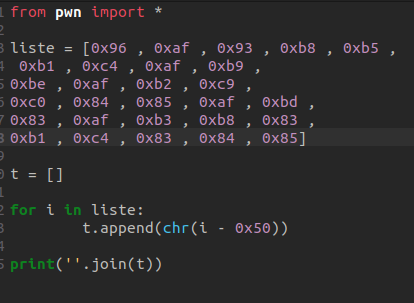 1 from pwn import *
2
3 liste = [0x96 , 0xaf , 0x93 , 0xb8 , 0xb5 ,
4  0xb1 , 0xc4 , 0xaf , 0xb9 ,
5 0xbe , 0xaf , 0xb2 , 0xc9 ,
6 0xc0 , 0x84 , 0x85 , 0xaf , 0xbd ,
7 0x83 , 0xaf , 0xb3 , 0xb8 , 0x83 ,
8 0xb1 , 0xc4 , 0x83 , 0x84 , 0x85]
9
0 t = []
1
2 for i in liste:
3         t.append(chr(i - 0x50))
4
5 print(''.join(t))